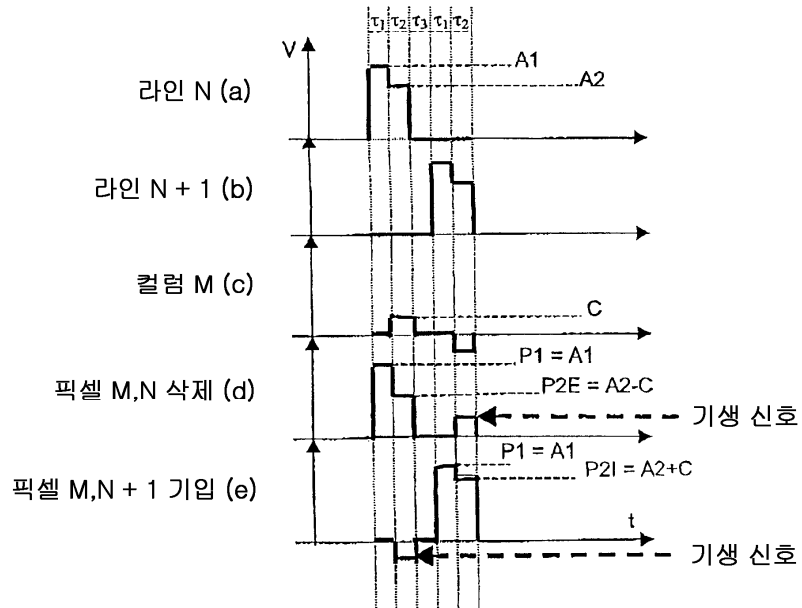 τ1 τ2 τ3 τ1 τ2
V
A1
라인 N (a)
A2
라인 N + 1 (b)
컬럼 M (c)
C
P1 = A1
픽셀 M,N 삭제 (d)
P2E = A2-C
기생 신호
P1 = A1
픽셀 M,N + 1 기입 (e)
P2I = A2+C
t
기생 신호